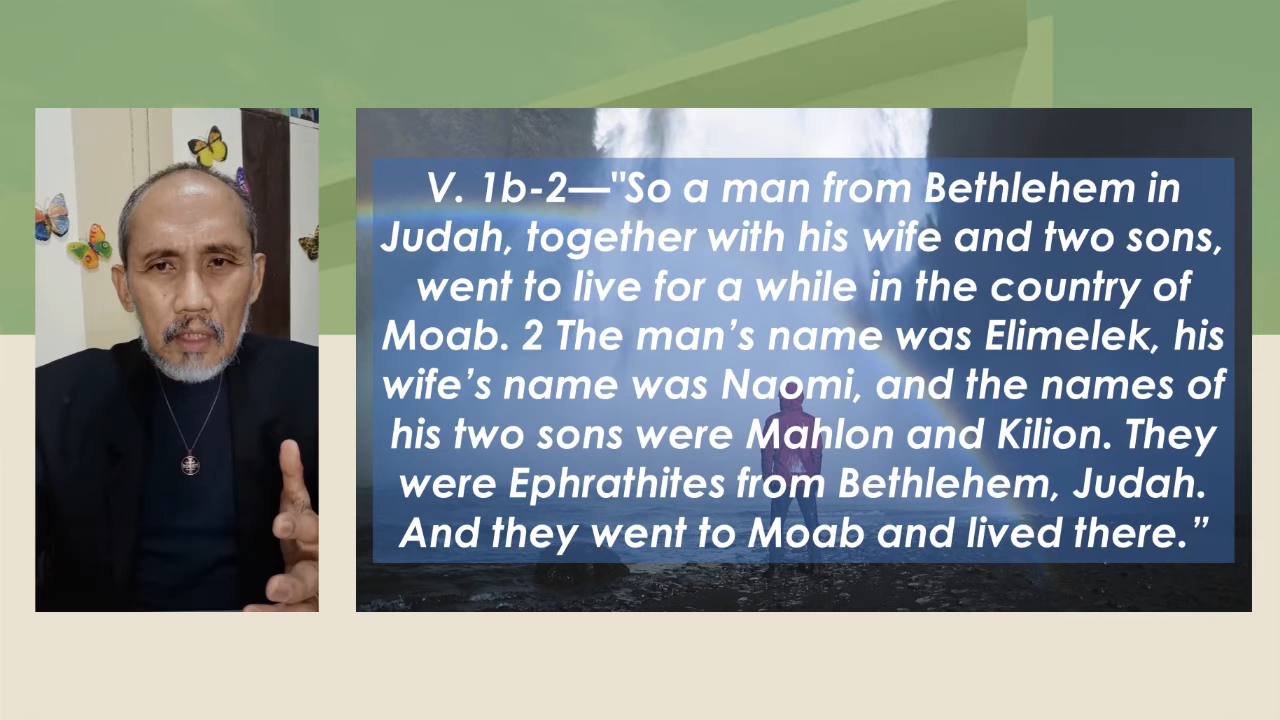 V. 1b-2—"So a man from Bethlehem in
Judah, together with his wife and two sons,
went to live for a while in the country of
Moab. 2 The man’s name was Elimelek, his
wife’s name was Naomi, and the names of
his two sons were Mahlon and Kilion. They
were Ephrathites from Bethlehem, Judah.
And they went to Moab and lived there.”